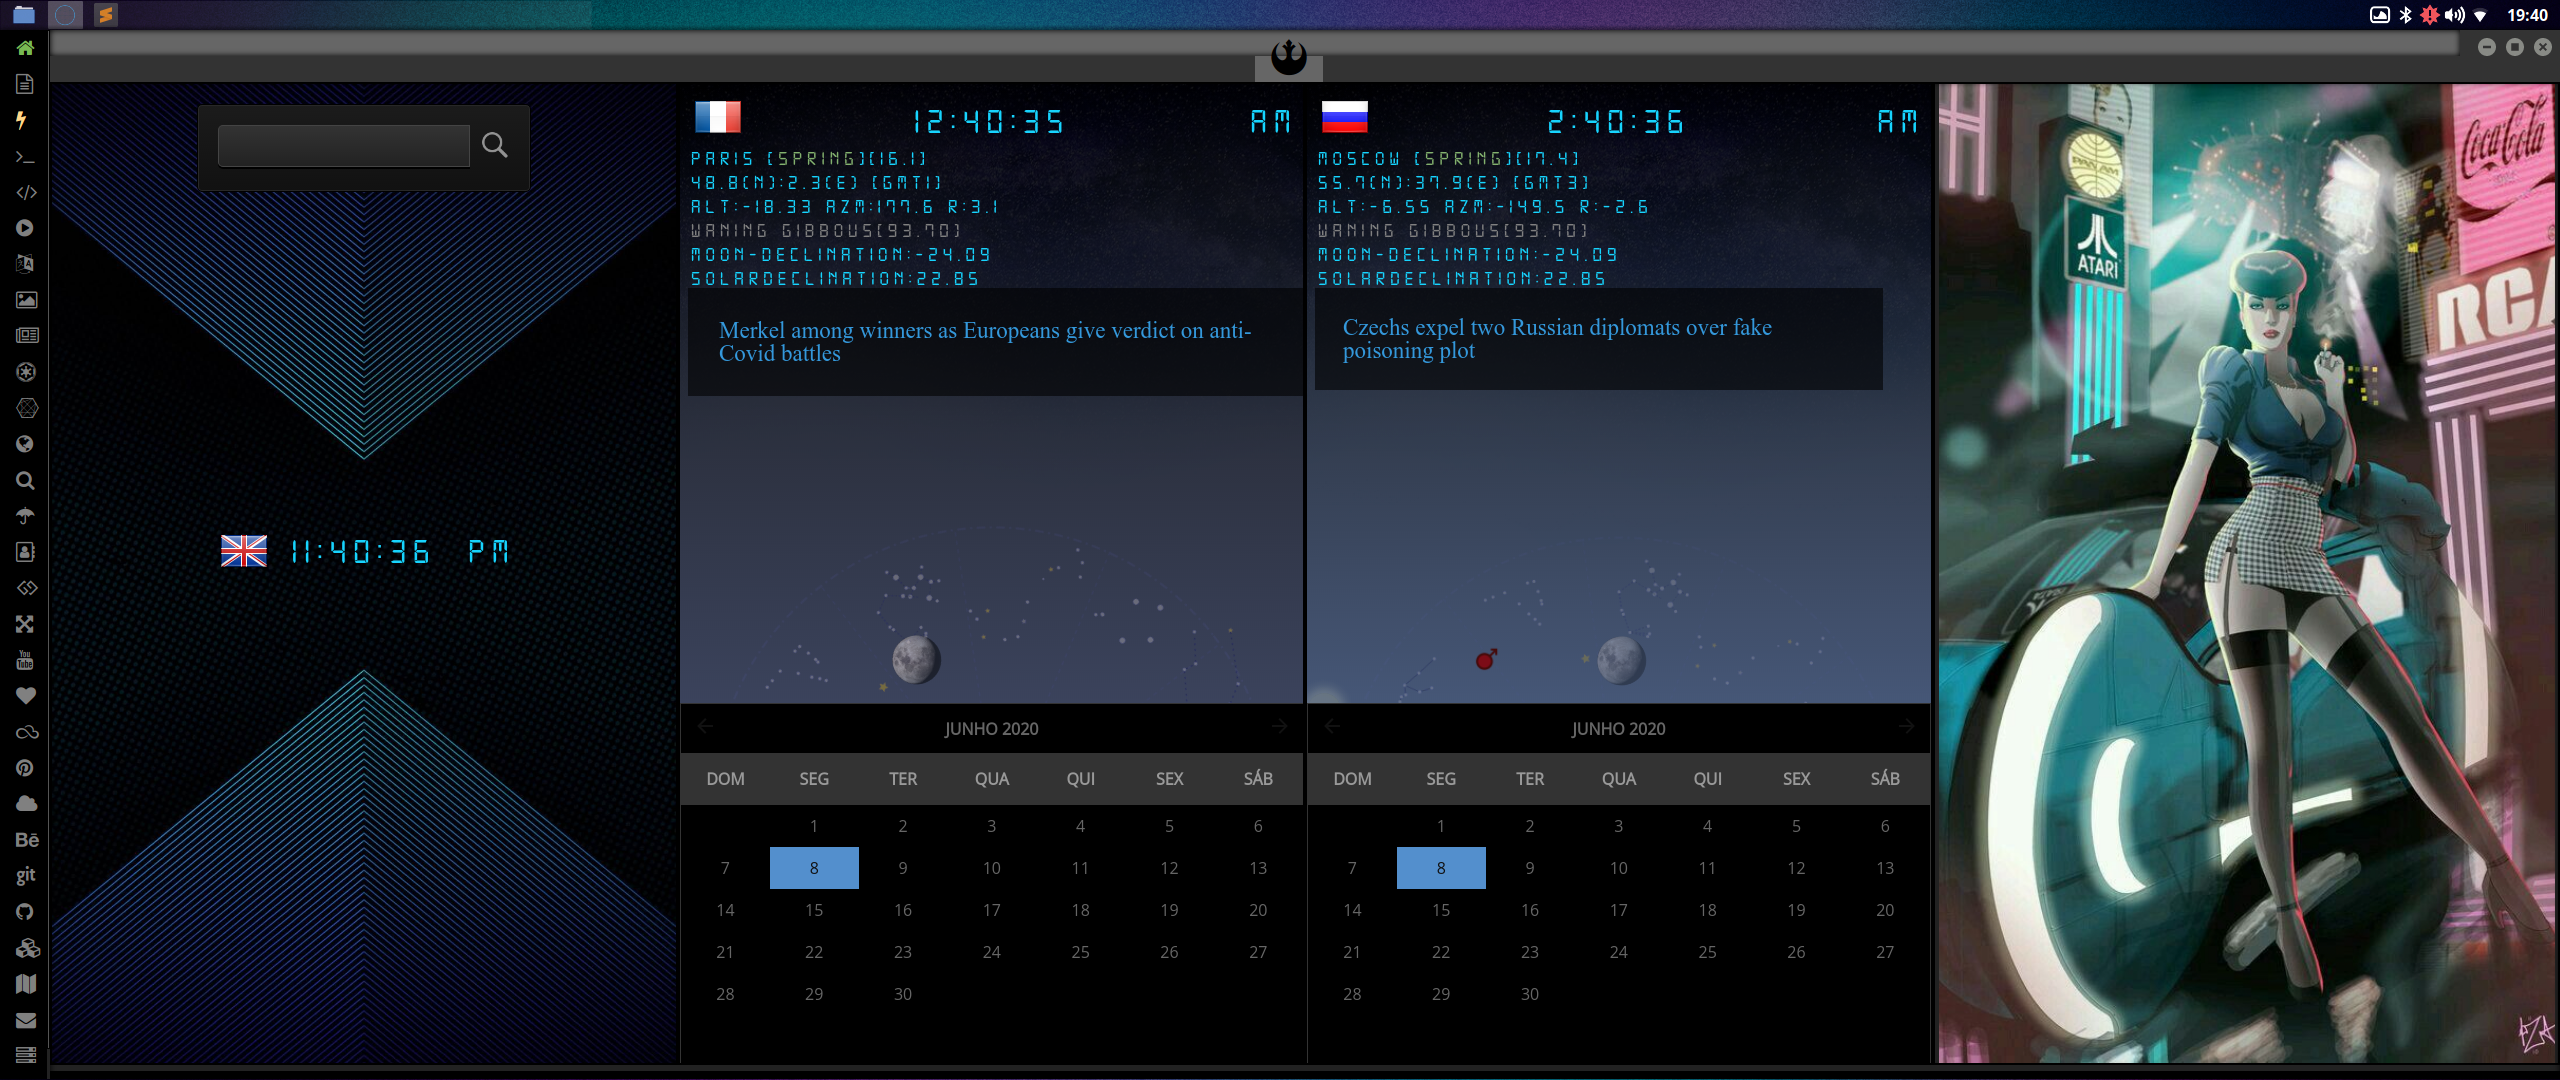 19:40
12:40:35 AM
PARIS [SPRING][16.1]
48.8(N):2.3(E) [GMT1]
ALT:-18.33 AZM:177.6 R:3.1
WANING GIBBOUS[93.70]
MOON-DECLINATION:-24.09
SOLARDECLINATION:22.85
Merkel among winners as Europeans give verdict on anti-
Covid battles
JUNHO 2020
DOM SEG TER QUA QUI SEX SÁB
1 2 3 4 5 6
7 8 9 10 11 12 13
14 15 16 17 18 19 20
21 22 23 24 25 26 27
28 29 30
2:40:36 AM
MOSCOW [SPRING][17.4]
55.7(N):37.9(E) [GMT3]
ALT:-6.55 AZM:-149.5 R:-2.6
WANING GIBBOUS[93.70]
MOON-DECLINATION:-24.09
SOLARDECLINATION:22.85
Czechs expel two Russian diplomats over fake
poisoning plot
JUNHO 2020
DOM SEG TER QUA QUI SEX SÁB
1 2 3 4 5 6
7 8 9 10 11 12 13
14 15 16 17 18 19 20
21 22 23 24 25 26 27
28 29 30
11:40:36 PM
You
Tube
Bē
git
PAN AM
ATARI
Coca-Cola
RCA